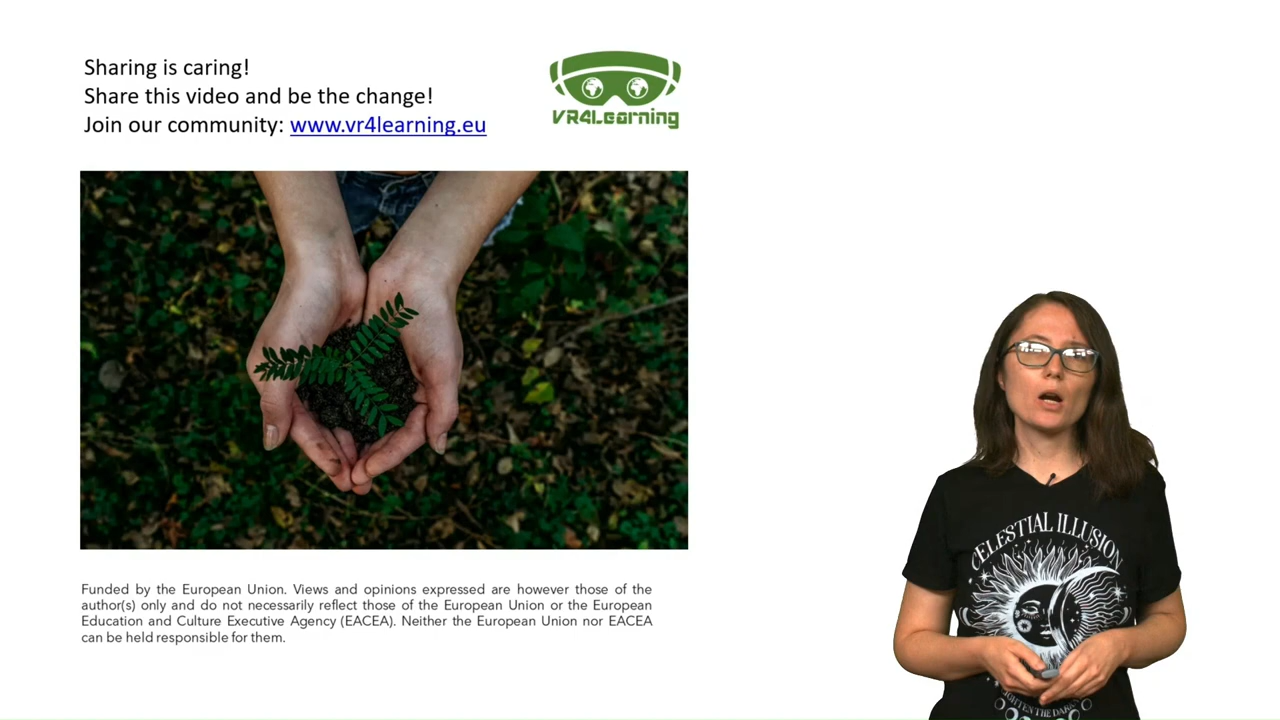 Sharing is caring!
Share this video and be the change!
Join our community: www.vr4learning.eu
VR4Learning
Funded by the European Union. Views and opinions expressed are however those of the
author(s) only and do not necessarily reflect those of the European Union or the European
Education and Culture Executive Agency (EACEA). Neither the European Union nor EACEA
can be held responsible for them.
CELESTIAL ILLUSION
THE DARK